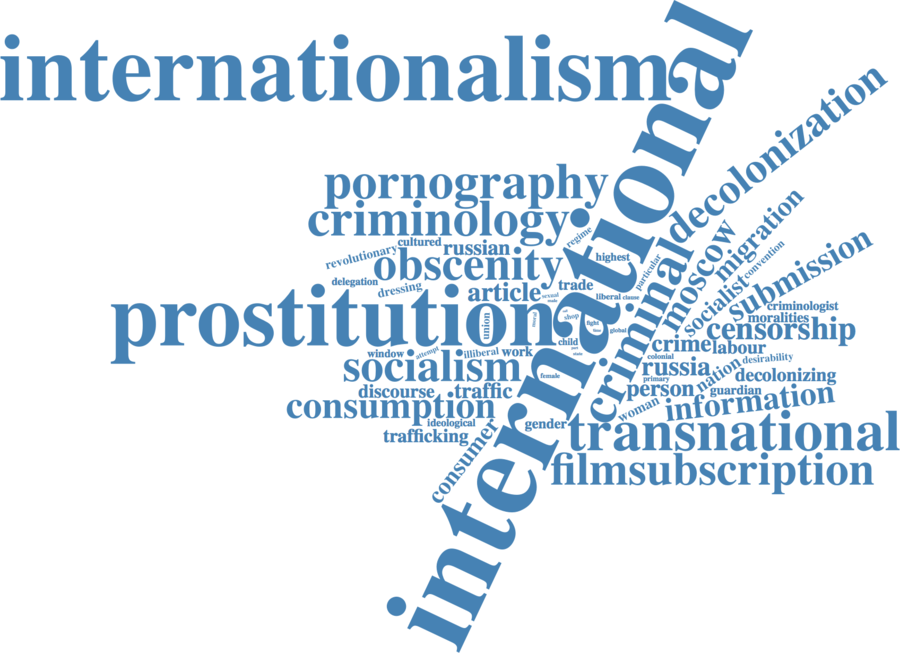 internationalism
international
decolonization
pornography
criminology
migration
moscow
regime
cultured
russian
revolutionary
obscenity
highest
particular
convention
submission
socialist
criminal
delegation
dressing
article
trade
liberal clause
criminologist
moralities
prostitution
union
shop
fight
global
censorship
child
crime
labour
window
attempt
illiberal
work
colonial
desirability
socialism
female
russia
nation
decolonizing
primary
discourse
traffic
person
guardian
consumption
woman
information
ideological
gender
transnational
trafficking
consumer
film
subscription